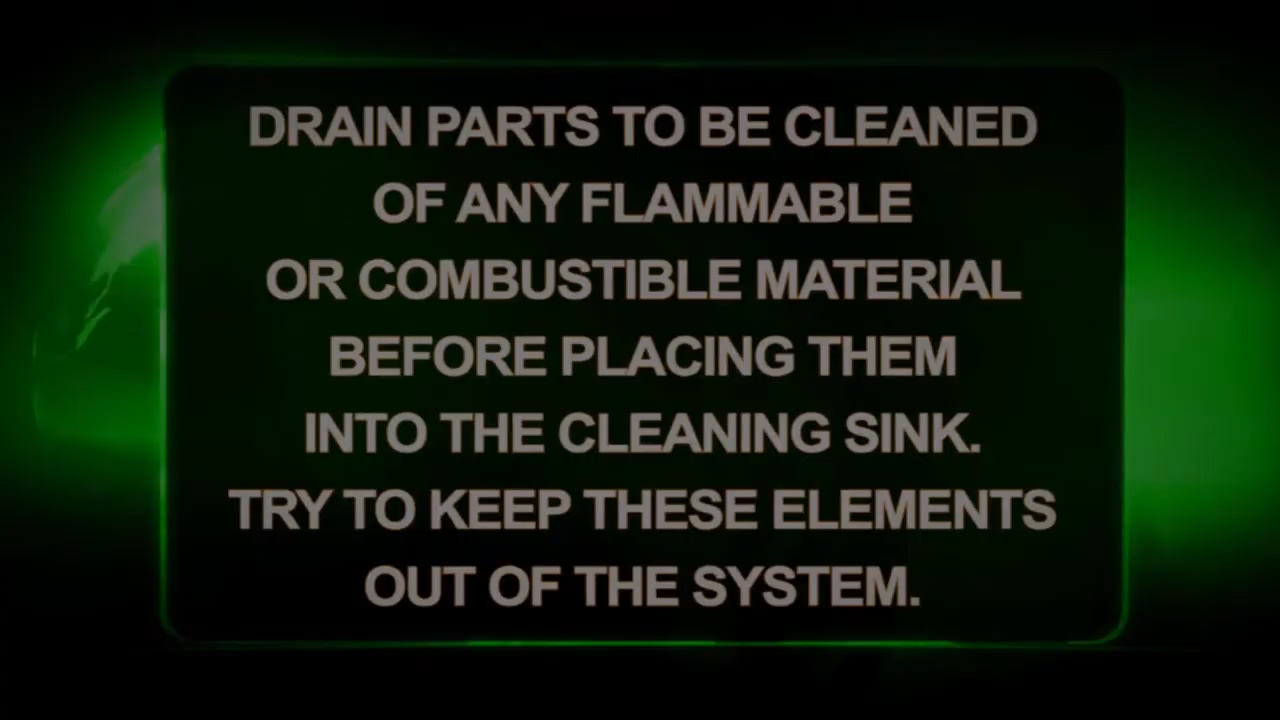 DRAIN PARTS TO BE CLEANED
OF ANY FLAMMABLE
OR COMBUSTIBLE MATERIAL
BEFORE PLACING THEM
INTO THE CLEANING SINK.
TRY TO KEEP THESE ELEMENTS
OUT OF THE SYSTEM.